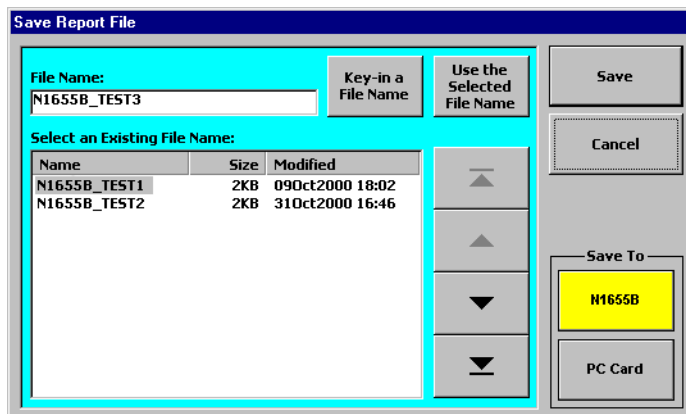 Save Report File
File Name:
N1655B_TEST3
Key-in a
File Name
Use the
Selected
File Name
Save
Cancel
Select an Existing File Name:
Name Size Modified
N1655B_TEST1 2KB 09Oct2000 18:02
N1655B_TEST2 2KB 31Oct2000 16:46
Save To
N1655B
PC Card